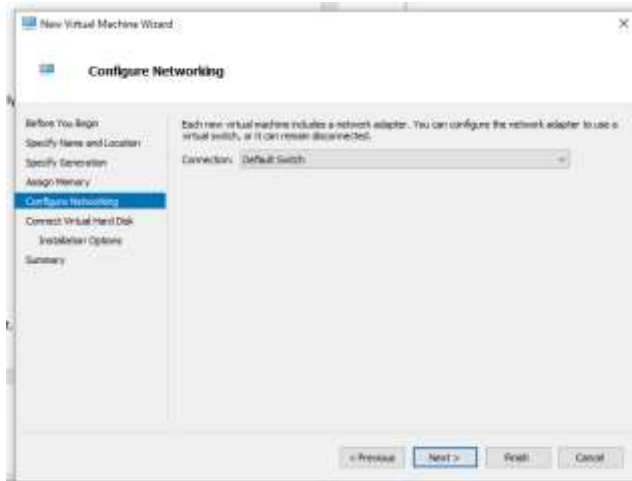 New Virtual Machine Wizard
Configure Networking
Before You Begin
Specify Name and Location
Specify Generation
Assign Memory
Configure Networking
Connect Virtual Hard Disk
Installation Options
Summary
Each new virtual machine includes a network adapter. You can configure the network adapter to use a
virtual switch, or it can remain disconnected.
Connection: Default Switch
< Previous Next > Finish Cancel